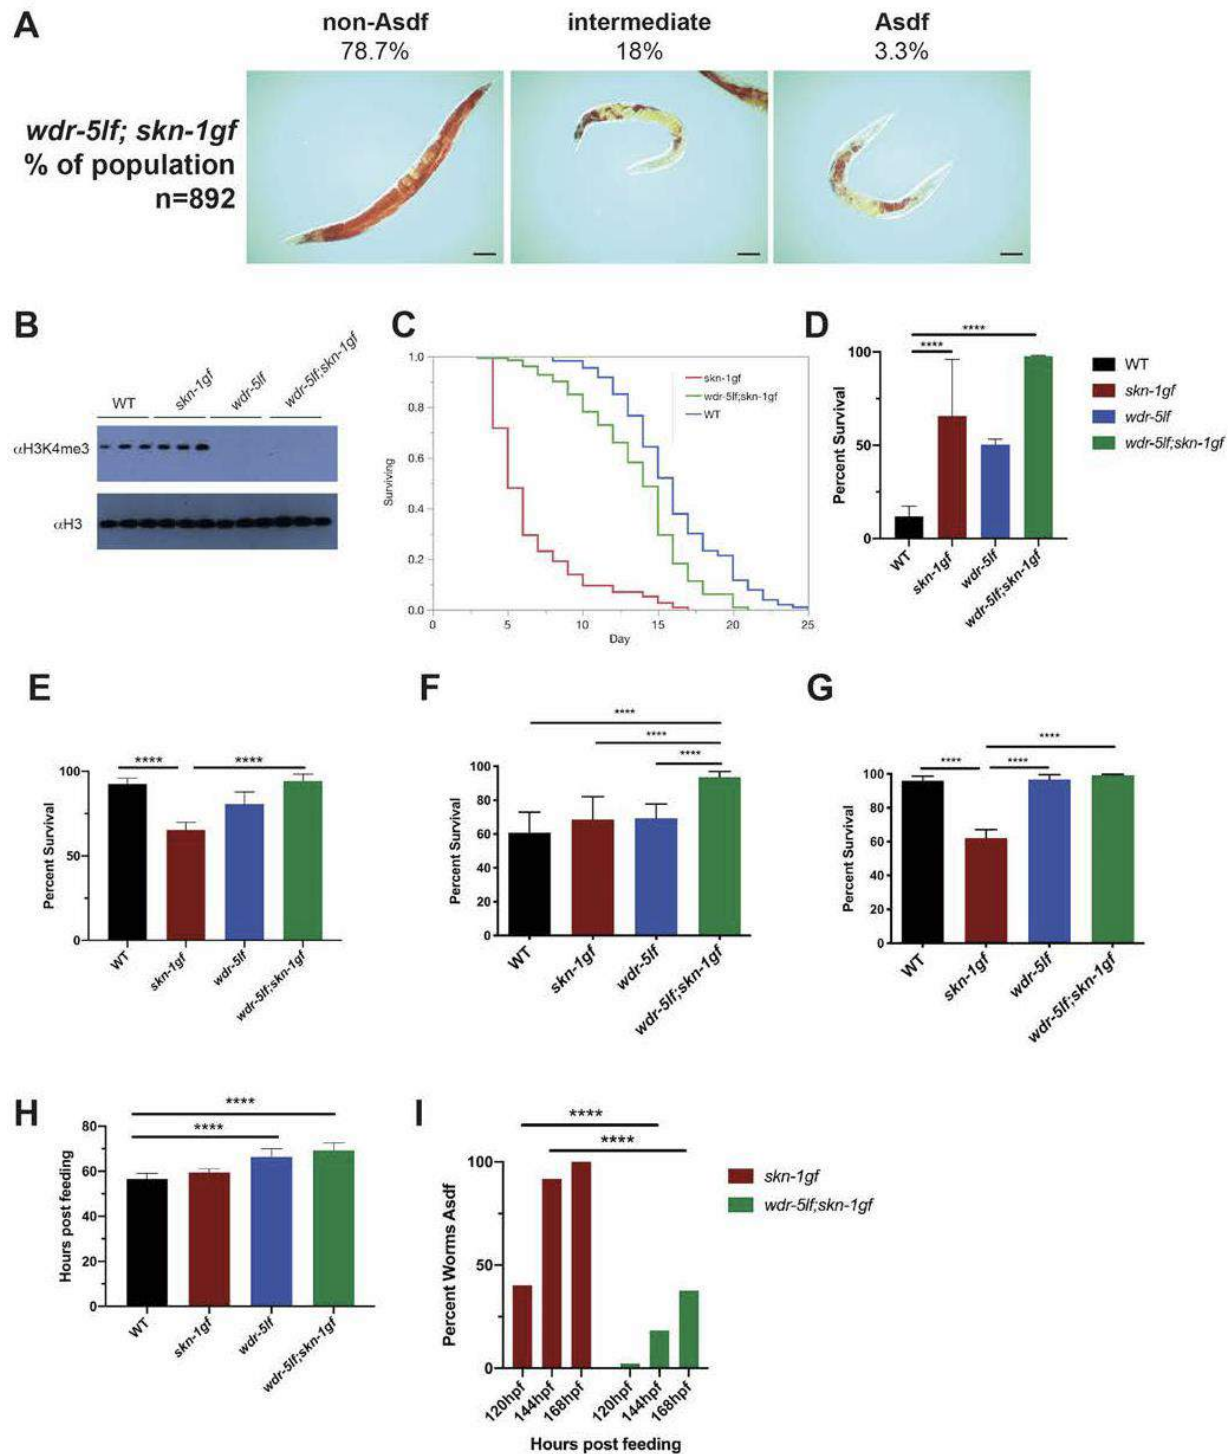 A
non-Asdf
78.7%
intermediate
18%
Asdf
3.3%
wdr-5lf; skn-1gf
% of population
n=892
B
WT
skn-1gf
wdr-5lf
wdr-5lf;skn-1gf
αH3K4me3
αH3
C
1.0
0.8
0.6
0.4
0.2
0.0
Surviving
0
5
10
15
20
25
Day
skn-1gf
wdr-5lf;skn-1gf
WT
D
****
****
100
50
0
Percent Survival
WT
skn-1gf
wdr-5lf
wdr-5lf;skn-1gf
WT
skn-1gf
wdr-5lf
wdr-5lf;skn-1gf
E
****
****
100
50
0
Percent Survival
WT
skn-1gf
wdr-5lf
wdr-5lf;skn-1gf
F
****
****
****
100
80
60
40
20
0
Percent Survival
WT
skn-1gf
wdr-5lf
wdr-5lf;skn-1gf
G
****
****
****
100
80
60
40
20
0
Percent Survival
WT
skn-1gf
wdr-5lf
wdr-5lf;skn-1gf
H
****
****
80
60
40
20
0
Hours post feeding
WT
skn-1gf
wdr-5lf
wdr-5lf;skn-1gf
I
****
****
100
50
0
Percent Worms Asdf
120hpf
144hpf
168hpf
120hpf
144hpf
168hpf
Hours post feeding
skn-1gf
wdr-5lf;skn-1gf